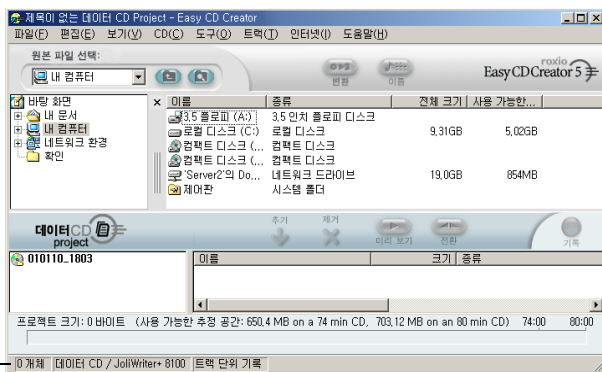 제목이 없는 데이터 CD Project - Easy CD Creator
파일(F) 편집(E) 보기(V) CD(C) 도구(O) 트랙(T) 인터넷(I) 도움말(H)
원본 파일 선택:
내 컴퓨터
변환
이름
roxio
Easy CD Creator 5
바탕 화면
내 문서
내 컴퓨터
네트워크 환경
확인
이름 종류 전체 크기 사용 가능한...
3,5 플로피 (A:) 3,5 인치 플로피 디스크
로컬 디스크 (C:) 로컬 디스크 9,31GB 5,02GB
컴팩트 디스크 (... 컴팩트 디스크
컴팩트 디스크 (... 컴팩트 디스크
'Server2'의 Do... 네트워크 드라이브 19,0GB 854MB
제어판 시스템 폴더
데이터CD
project
추가
제거
미리 보기
전환
기록
010110_1803
이름 크기 종류
프로젝트 크기: 0 바이트 (사용 가능한 추정 공간: 650,4 MB on a 74 min CD, 703,12 MB on an 80 min CD) 74:00 80:00
0 개체 데이터 CD / JoliWriter+ 8100 트랙 단위 기록